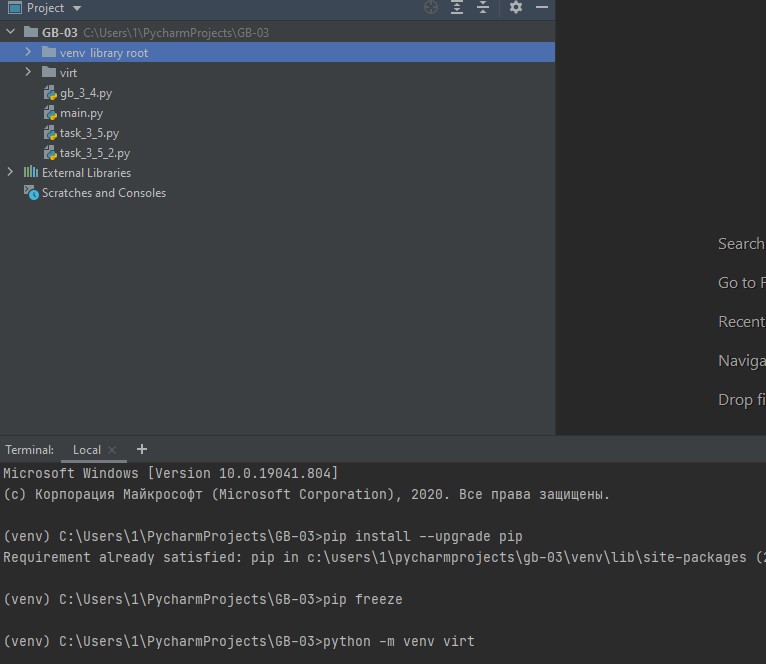 Project
GB-03 C:\Users\1\PycharmProjects\GB-03
venv library root
virt
gb_3_4.py
main.py
task_3_5.py
task_3_5_2.py
External Libraries
Scratches and Consoles
Search
Go to F
Recent
Naviga
Drop fi
Terminal: Local
Microsoft Windows [Version 10.0.19041.804]
(c) Корпорация Майкрософт (Microsoft Corporation), 2020. Все права защищены.
(venv) C:\Users\1\PycharmProjects\GB-03>pip install --upgrade pip
Requirement already satisfied: pip in c:\users\1\pycharmprojects\gb-03\venv\lib\site-packages (2
(venv) C:\Users\1\PycharmProjects\GB-03>pip freeze
(venv) C:\Users\1\PycharmProjects\GB-03>python -m venv virt